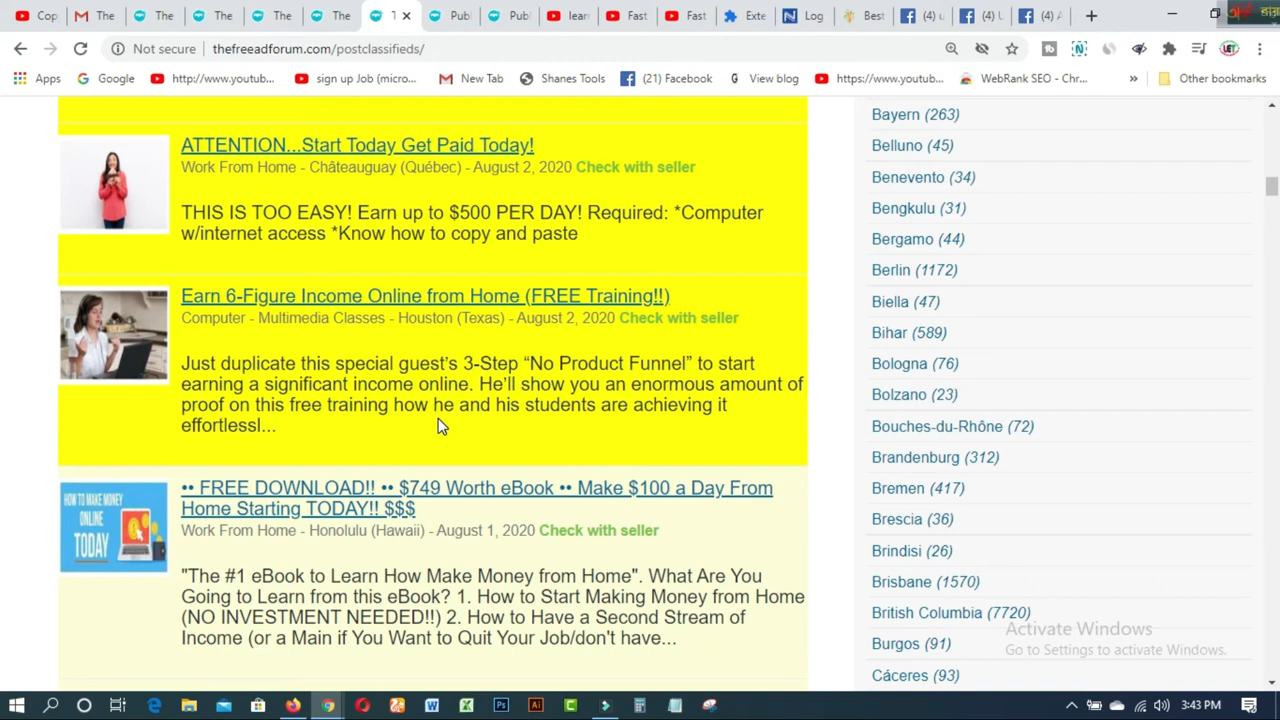 Cop
The
The
The
The
T
Publ
Publ
learn
Fast
Fast
Exte
Log
Best
(4) u
(4)
(4) A
Not secure
thefreeadforum.com/postclassifieds/
Apps
Google
http://www.youtub...
sign up Job (micro...
New Tab
Shanes Tools
(21) Facebook
View blog
https://www.youtu...
WebRank SEO - Chr...
»
Other bookmarks
ATTENTION...Start Today Get Paid Today!
Work From Home - Châteauguay (Québec) - August 2, 2020 Check with seller
THIS IS TOO EASY! Earn up to $500 PER DAY! Required: *Computer
w/internet access *Know how to copy and paste
Earn 6-Figure Income Online from Home (FREE Training!!)
Computer - Multimedia Classes - Houston (Texas) - August 2, 2020 Check with seller
Just duplicate this special guest’s 3-Step “No Product Funnel” to start
earning a significant income online. He’ll show you an enormous amount of
proof on this free training how he and his students are achieving it
effortlessl...
HOW TO MAKE MONEY
ONLINE
TODAY
•• FREE DOWNLOAD!! •• $749 Worth eBook •• Make $100 a Day From
Home Starting TODAY!! $$$
Work From Home - Honolulu (Hawaii) - August 1, 2020 Check with seller
"The #1 eBook to Learn How Make Money from Home". What Are You
Going to Learn from this eBook? 1. How to Start Making Money from Home
(NO INVESTMENT NEEDED!!) 2. How to Have a Second Stream of
Income (or a Main if You Want to Quit Your Job/don't have...
Bayern (263)
Belluno (45)
Benevento (34)
Bengkulu (31)
Bergamo (44)
Berlin (1172)
Biella (47)
Bihar (589)
Bologna (76)
Bolzano (23)
Bouches-du-Rhône (72)
Brandenburg (312)
Bremen (417)
Brescia (36)
Brindisi (26)
Brisbane (1570)
British Columbia (7720)
Burgos (91)
Cáceres (93)
Activate Windows
Go to Settings to activate Windows.
3:43 PM